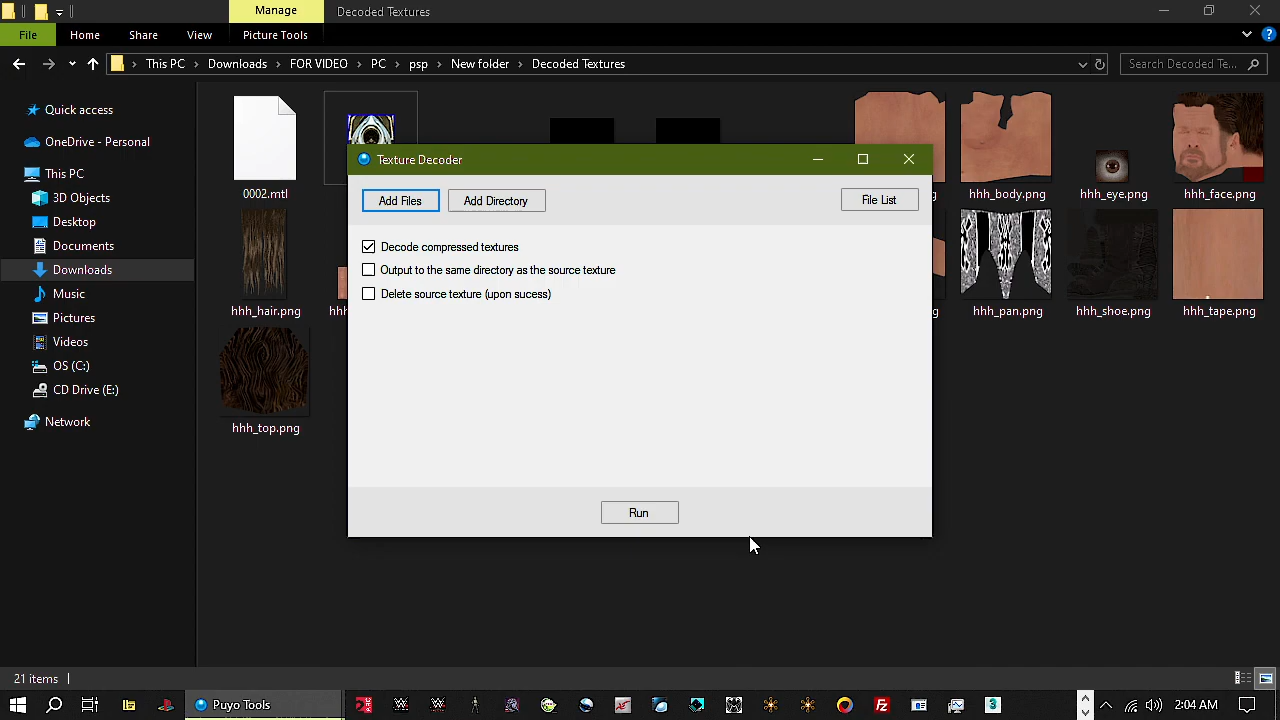 Manage
Decoded Textures
File
Home
Share
View
Picture Tools
This PC
Downloads
FOR VIDEO
PC
psp
New folder
Decoded Textures
Search Decoded Te...
Quick access
OneDrive - Personal
This PC
3D Objects
Desktop
Documents
Downloads
Music
Pictures
Videos
OS (C:)
CD Drive (E:)
Network
0002.mtl
hhh_body.png
hhh_eye.png
hhh_face.png
hhh_hair.png
hhh_pan.png
hhh_shoe.png
hhh_tape.png
hhh_top.png
Texture Decoder
Add Files
Add Directory
File List
Decode compressed textures
Output to the same directory as the source texture
Delete source texture (upon sucess)
Run
21 items
Puyo Tools
2:04 AM